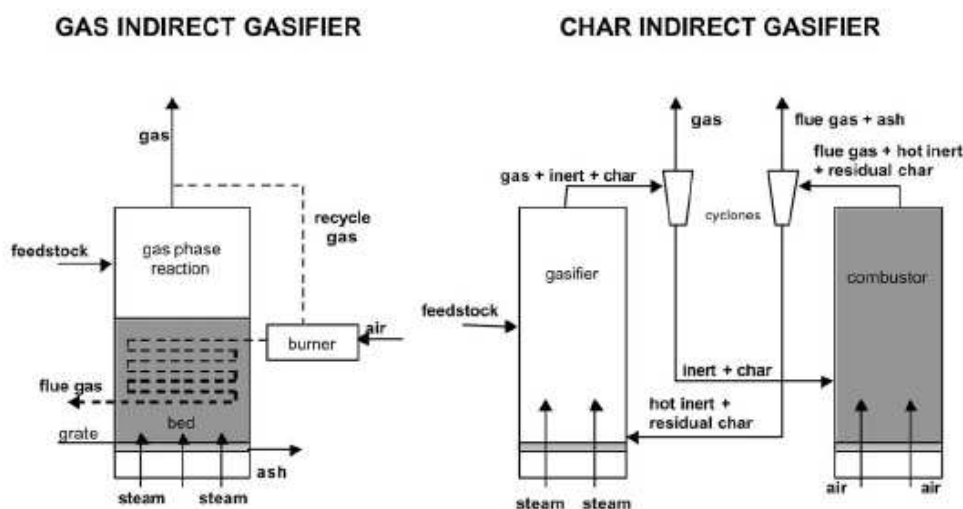 GAS INDIRECT GASIFIER
gas
recycle
gas
feedstock
gas phase
reaction
air
burner
flue gas
bed
grate
ash
steam
steam
CHAR INDIRECT GASIFIER
gas
flue gas + ash
flue gas + hot inert
+ residual char
gas + inert + char
cyclones
gasifier
combustor
feedstock
inert + char
hot inert +
residual char
steam
steam
air
air